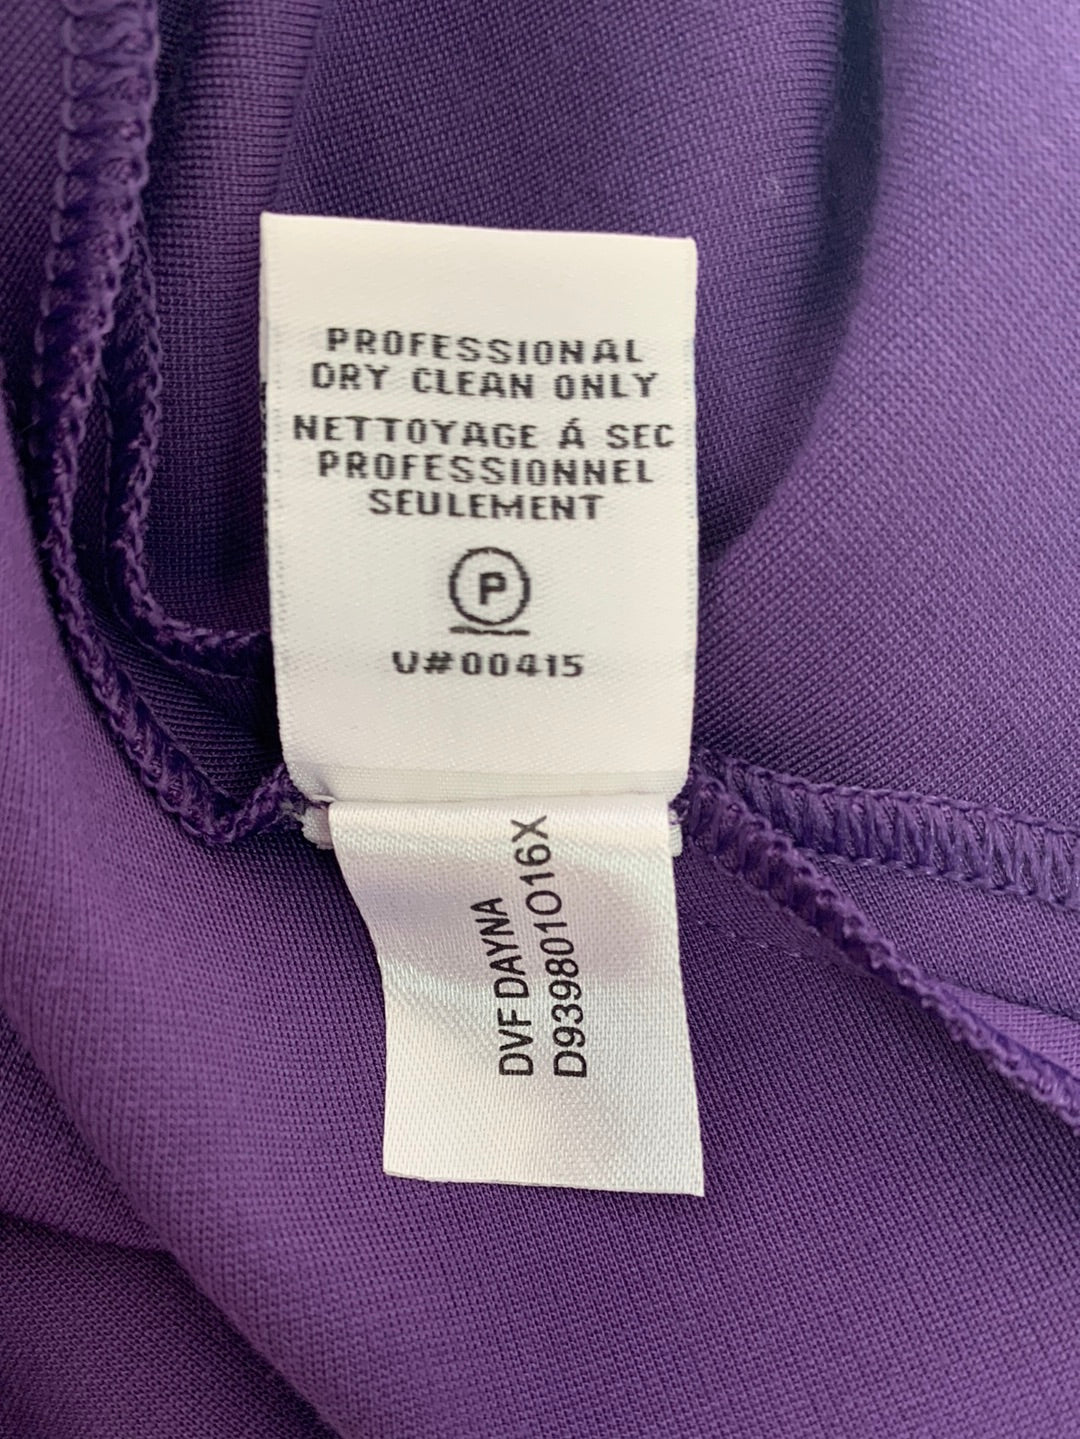 PROFESSIONAL
DRY CLEAN ONLY
NETTOYAGE Á SEC
PROFESSIONNEL
SEULEMENT
P
V#00415
DVF DAYNA
D939801O16X